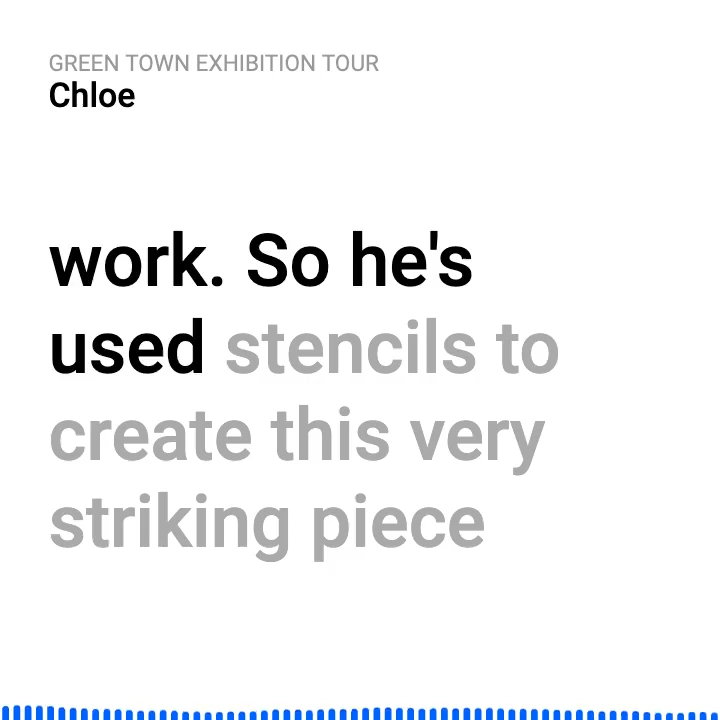 GREEN TOWN EXHIBITION TOUR
Chloe
work. So he's
used stencils to
create this very
striking piece